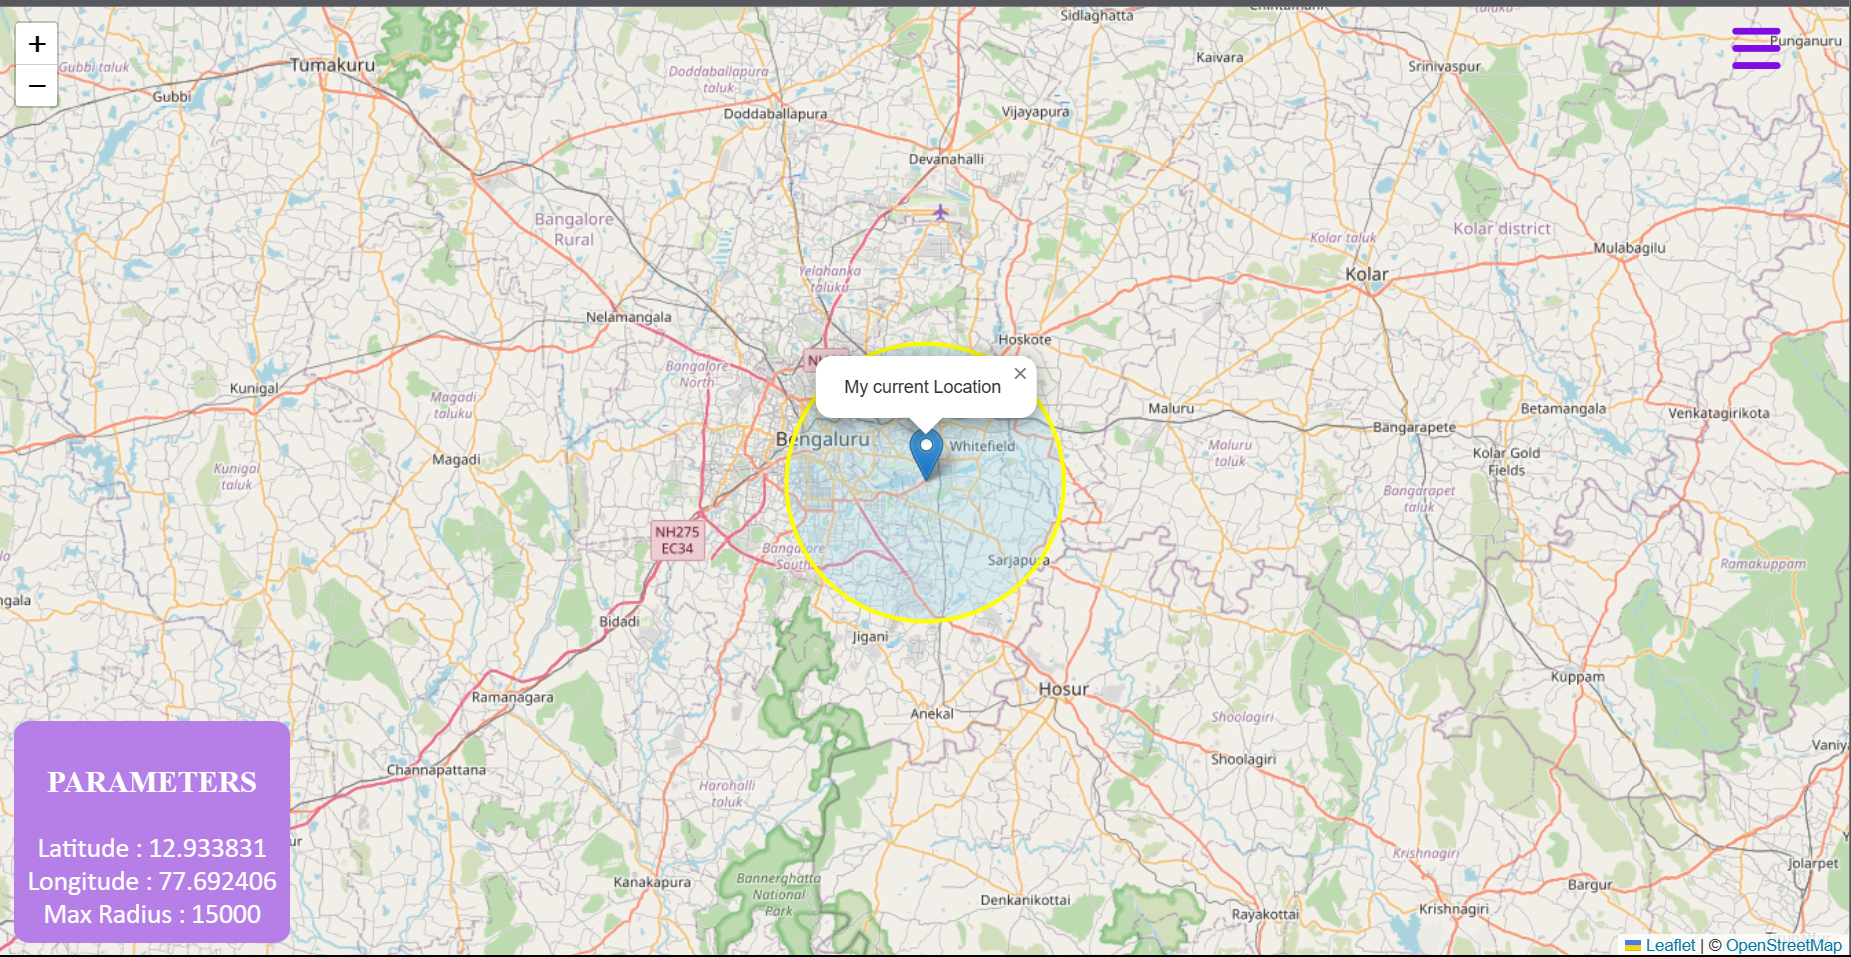 +
−
Sidlaghatta
Tumakuru
Gubbi taluk
Gubbi
Doddaballapura
taluk
Doddaballapura
Kaivara
Vijayapura
Srinivaspur
Punganuru
Devanahalli
Bangalore
Rural
Kolar taluk
Kolar district
Mulabagilu
Yelahanka
taluku
Kolar
Nelamangala
Hoskote
Bangalore
North
My current Location
×
Kunigal
Magadi
taluku
Maluru
Betamangala
Venkatagirikota
Bangarapete
Bengaluru
Whitefield
Maluru
taluk
Magadi
Kunigal
taluk
Kolar Gold
Fields
Bangarapet
taluk
NH275
EC34
Bangalore
South
Sarjapura
Ramakuppam
Bidadi
Jigani
Ramanagara
Hosur
Kuppam
Anekal
Shoolagiri
Channapattana
Shoolagiri
Harohalli
taluk
PARAMETERS
Latitude : 12.933831
Longitude : 77.692406
Max Radius : 15000
Krishnagiri
Jolarpet
Kanakapura
Bannerghatta
National
Park
Denkanikottai
Rayakottai
Bargur
Krishnagiri
Leaflet | © OpenStreetMap